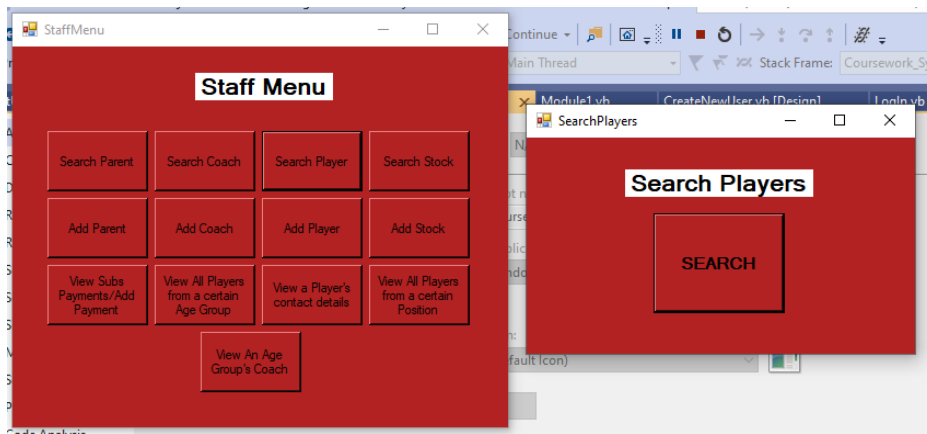 StaffMenu
Continue
Main Thread
Stack Frame:
Module1.vb
CreateNewUser.vb [Design]
LogIn.vb
Staff Menu
Search Parent
Search Coach
Search Player
Search Stock
Add Parent
Add Coach
Add Player
Add Stock
View Subs
Payments/Add
Payment
View All Players
from a certain
Age Group
View a Player's
contact details
View All Players
from a certain
Position
View An Age
Group's Coach
SearchPlayers
Search Players
SEARCH
Icon)
Code Analysis